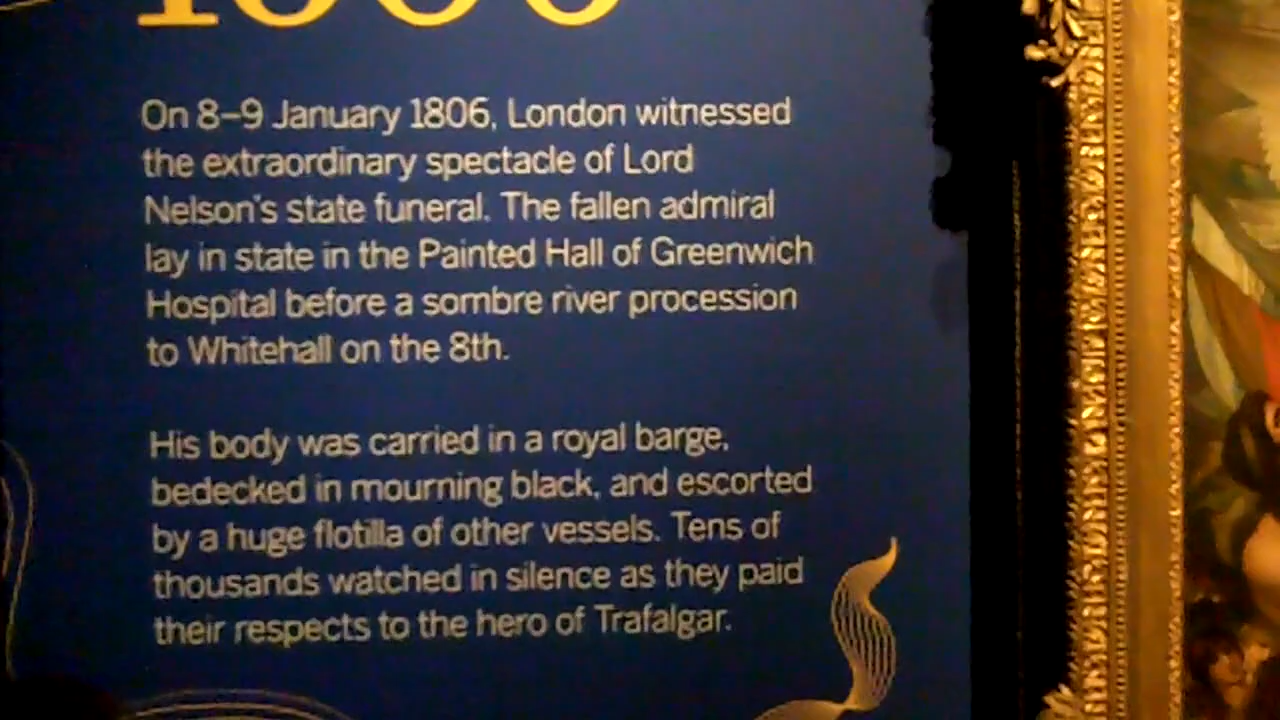 1806
On 8–9 January 1806, London witnessed
the extraordinary spectacle of Lord
Nelson's state funeral. The fallen admiral
lay in state in the Painted Hall of Greenwich
Hospital before a sombre river procession
to Whitehall on the 8th.
His body was carried in a royal barge,
bedecked in mourning black, and escorted
by a huge flotilla of other vessels. Tens of
thousands watched in silence as they paid
their respects to the hero of Trafalgar.